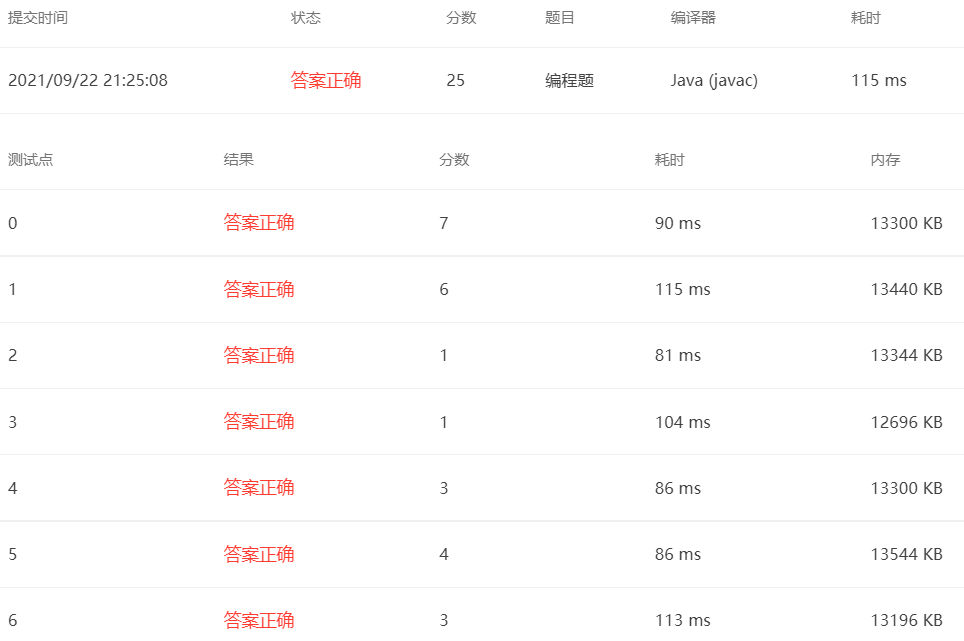 提交时间 状态 分数 题目 编译器 耗时
2021/09/22 21:25:08 答案正确 25 编程题 Java (javac) 115 ms
测试点 结果 分数 耗时 内存
0 答案正确 7 90 ms 13300 KB
1 答案正确 6 115 ms 13440 KB
2 答案正确 1 81 ms 13344 KB
3 答案正确 1 104 ms 12696 KB
4 答案正确 3 86 ms 13300 KB
5 答案正确 4 86 ms 13544 KB
6 答案正确 3 113 ms 13196 KB